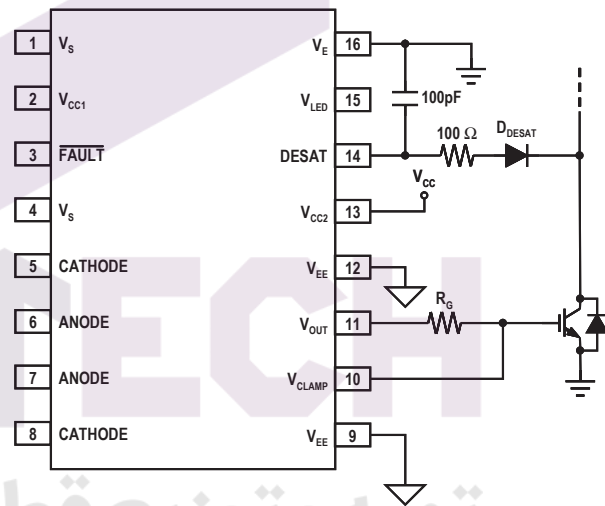 1 VS
VE 16
2 VCC1
VLED 15
100pF
3 FAULT
DESAT 14
100 Ω
DDESAT
4 VS
VCC2 13
VCC
5 CATHODE
VEE 12
6 ANODE
VOUT 11
RG
7 ANODE
VCLAMP 10
8 CATHODE
VEE 9
TECH